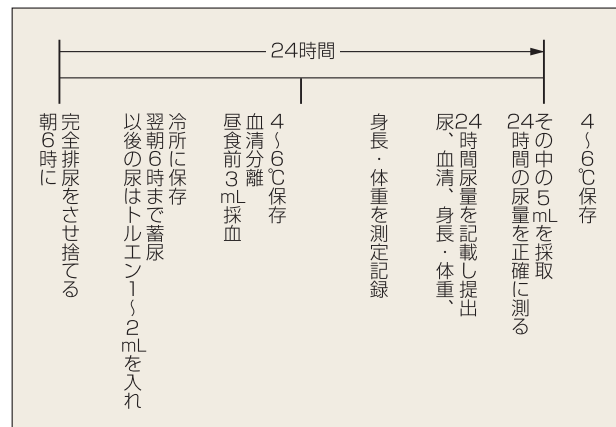 24時間
朝6時に
完全排尿をさせ捨てる
以後の尿はトルエン1～2mLを入れ
翌朝6時まで蓄尿
冷所に保存
昼食前3mL採血
血清分離
4～6℃保存
身長・体重を測定記録
尿、血清、身長・体重、
24時間尿量を記載し提出
24時間の尿量を正確に測る
その中の5mLを採取
4～6℃保存